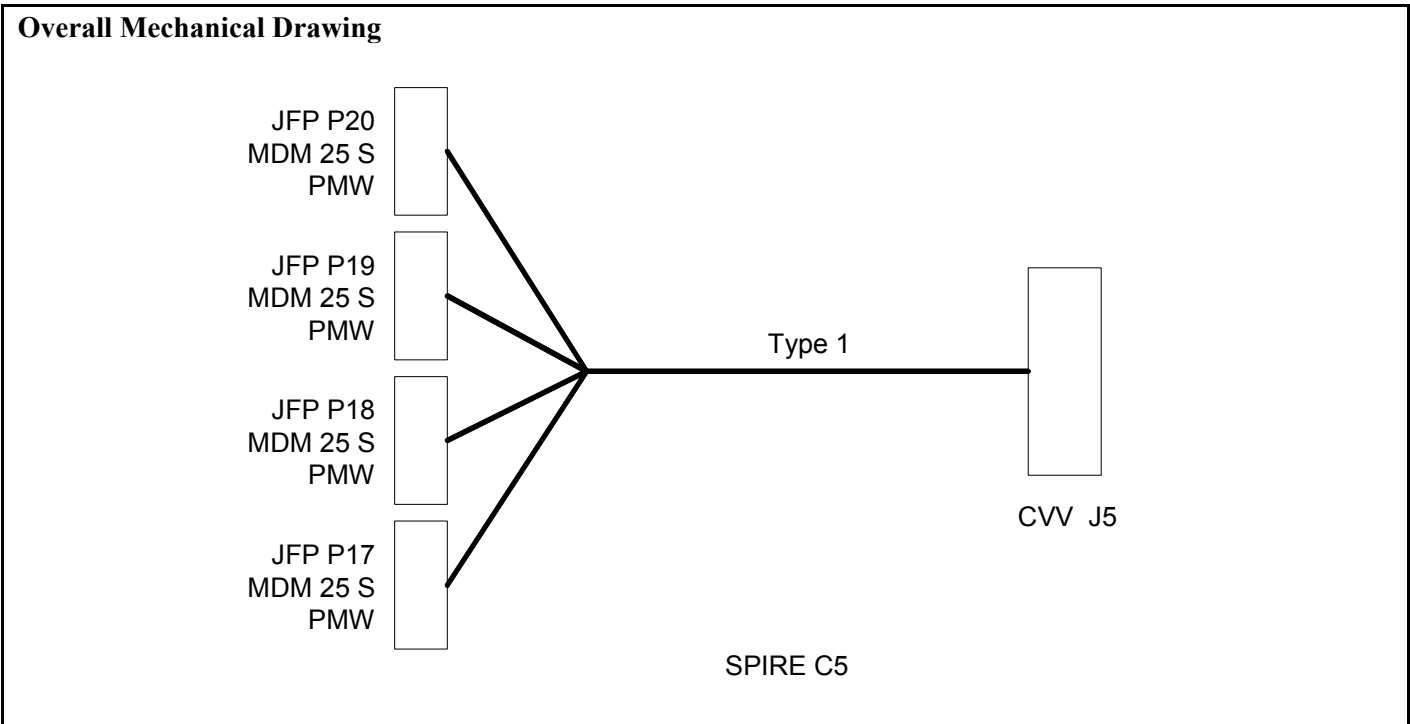 Overall Mechanical Drawing
JFP P20
MDM 25 S
PMW
JFP P19
MDM 25 S
PMW
Type 1
JFP P18
MDM 25 S
PMW
CVV J5
JFP P17
MDM 25 S
PMW
SPIRE C5